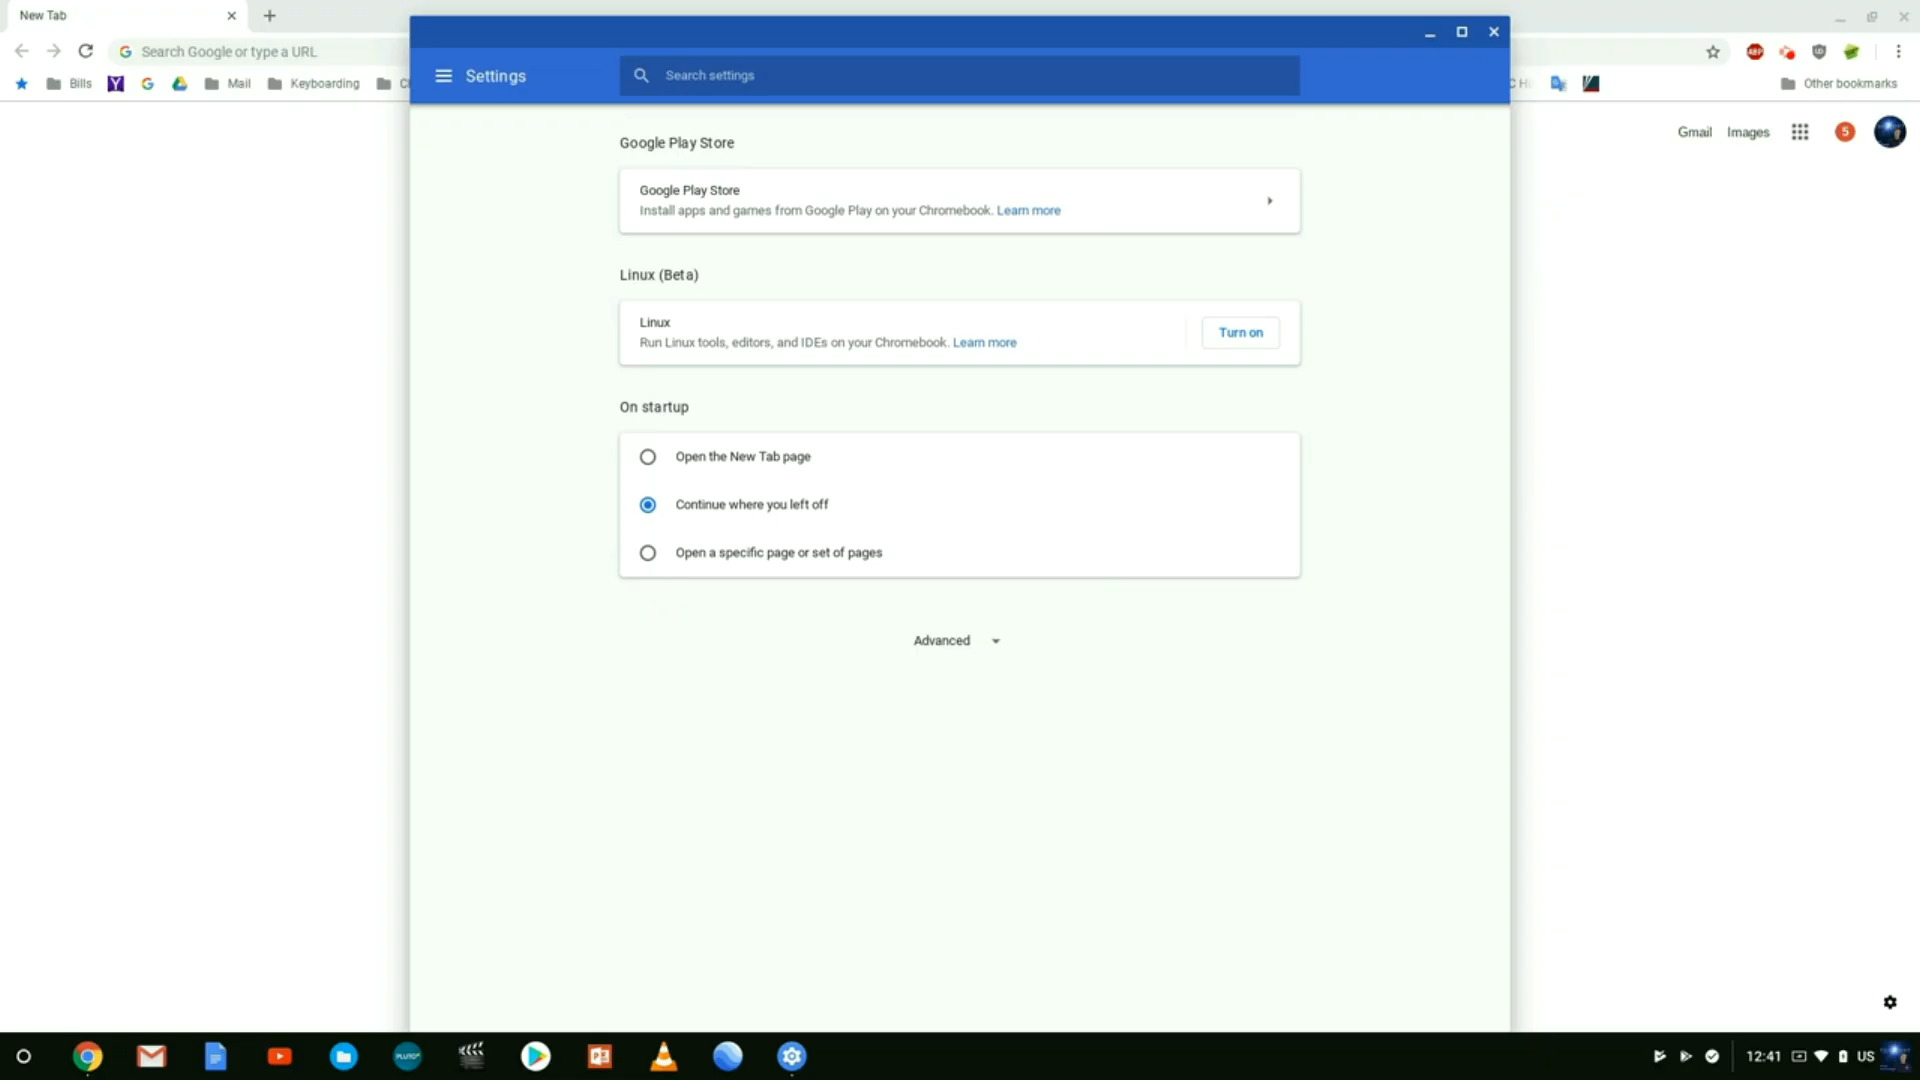 New Tab
Search Google or type a URL
Bills
Mail
Keyboarding
Other bookmarks
Settings
Search settings
Gmail
Images
5
Google Play Store
Google Play Store
Install apps and games from Google Play on your Chromebook. Learn more
Linux (Beta)
Linux
Run Linux tools, editors, and IDEs on your Chromebook. Learn more
Turn on
On startup
Open the New Tab page
Continue where you left off
Open a specific page or set of pages
Advanced
12:41
US